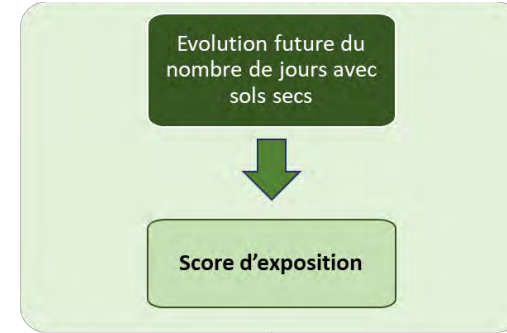 Evolution future du
nombre de jours avec
sols secs
Score d'exposition